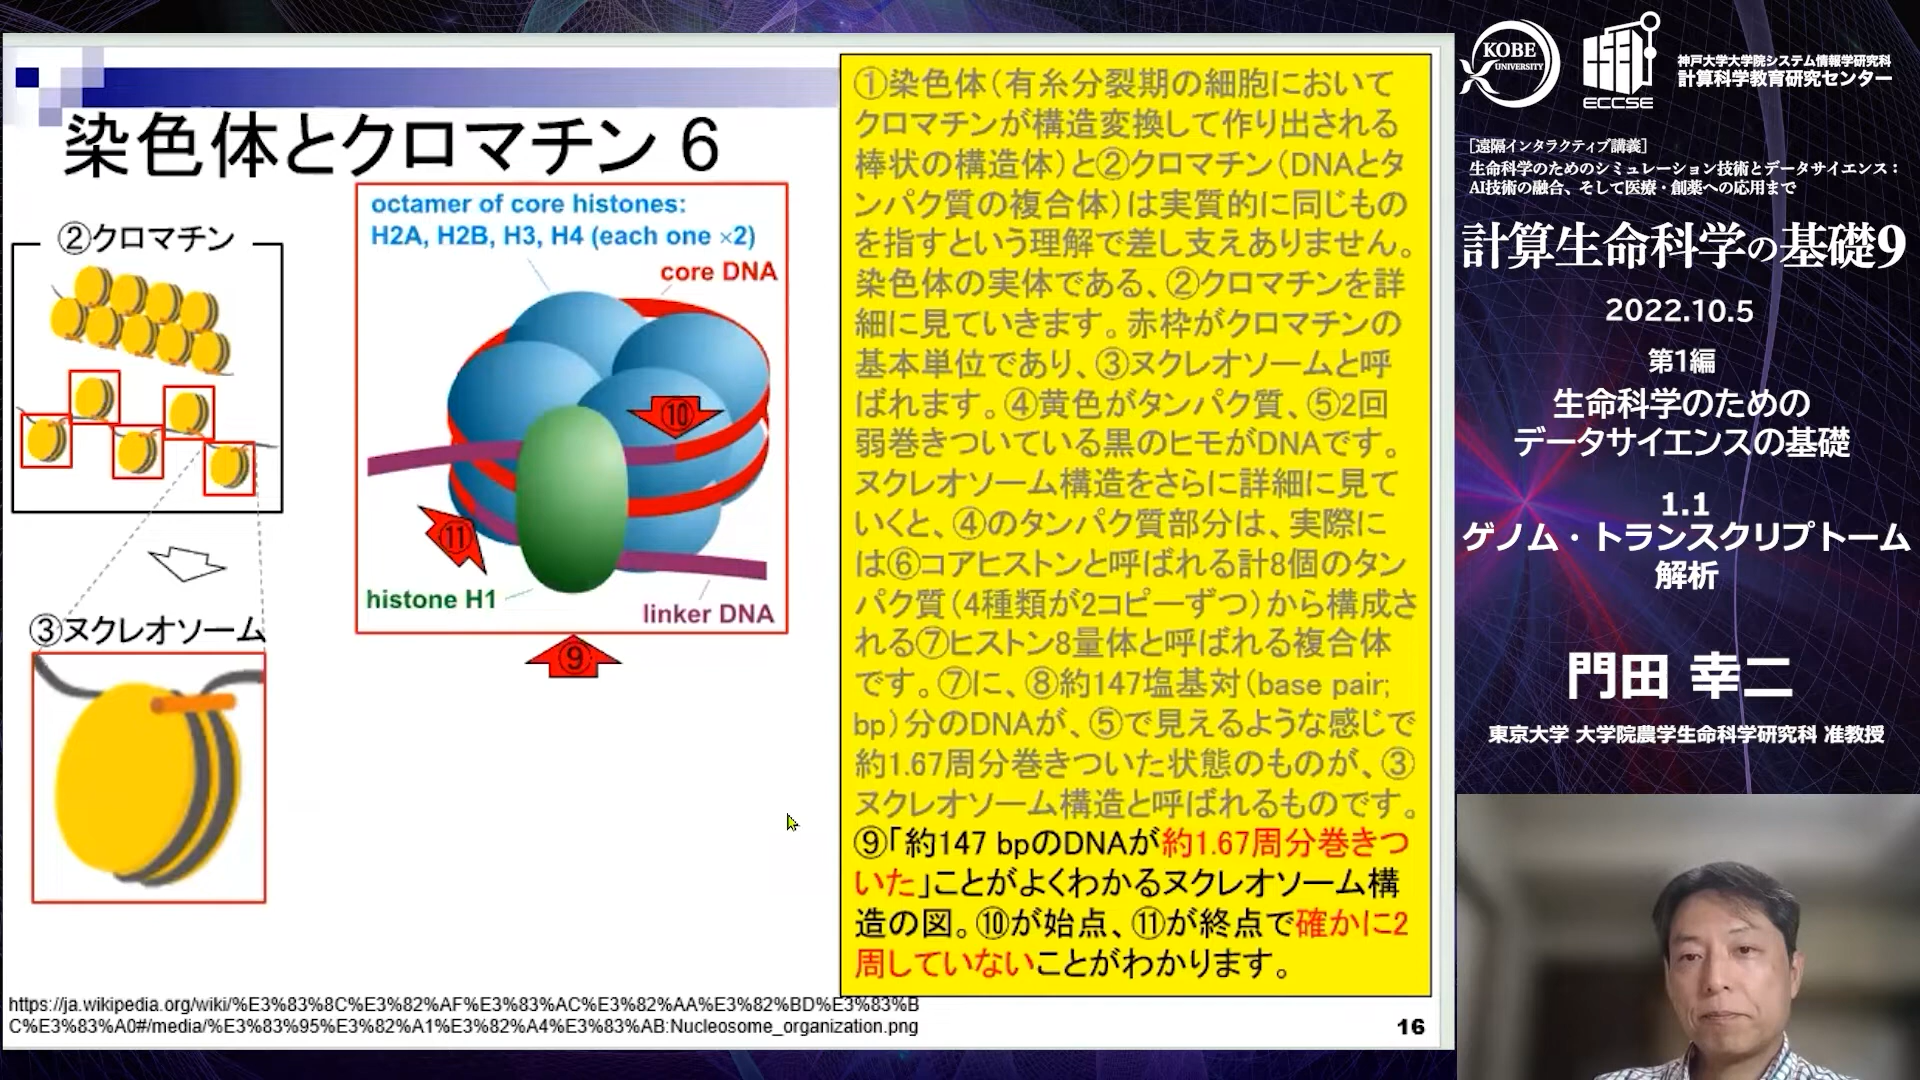 染色体とクロマチン 6
②クロマチン
③ヌクレオソーム
octamer of core histones:
H2A, H2B, H3, H4 (each one ×2)
core DNA
⑩
⑪
histone H1
linker DNA
⑨
①染色体（有糸分裂期の細胞において
クロマチンが構造変換して作り出される
棒状の構造体）と②クロマチン（DNAとタ
ンパク質の複合体）は実質的に同じもの
を指すという理解で差し支えありません。
染色体の実体である、②クロマチンを詳
細に見ていきます。赤枠がクロマチンの
基本単位であり、③ヌクレオソームと呼
ばれます。④黄色がタンパク質、⑤2回
弱巻きついている黒のヒモがDNAです。
ヌクレオソーム構造をさらに詳細に見て
いくと、④のタンパク質部分は、実際に
は⑥コアヒストンと呼ばれる計8個のタン
パク質（4種類が2コピーずつ）から構成さ
れる⑦ヒストン8量体と呼ばれる複合体
です。⑦に、⑧約147塩基対（base pair;
bp）分のDNAが、⑤で見えるような感じで
約1.67周分巻きついた状態のものが、③
ヌクレオソーム構造と呼ばれるものです。
⑨「約147 bpのDNAが約1.67周分巻きつ
いた」ことがよくわかるヌクレオソーム構
造の図。⑩が始点、⑪が終点で確かに2
周していないことがわかります。
https://ja.wikipedia.org/wiki/%E3%83%8C%E3%82%AF%E3%83%AC%E3%82%AA%E3%82%BD%E3%83%B
C%E3%83%A0#/media/%E3%83%95%E3%82%A1%E3%82%A4%E3%83%AB:Nucleosome_organization.png
16
KOBE
UNIVERSITY
ECCSE
神戸大学大学院システム情報学研究科
計算科学教育研究センター
［遠隔インタラクティブ講義］
生命科学のためのシミュレーション技術とデータサイエンス：
AI技術の融合、そして医療・創薬への応用まで
計算生命科学の基礎9
2022.10.5
第1編
生命科学のための
データサイエンスの基礎
1.1
ゲノム・トランスクリプトーム
解析
門田 幸二
東京大学 大学院農学生命科学研究科 准教授